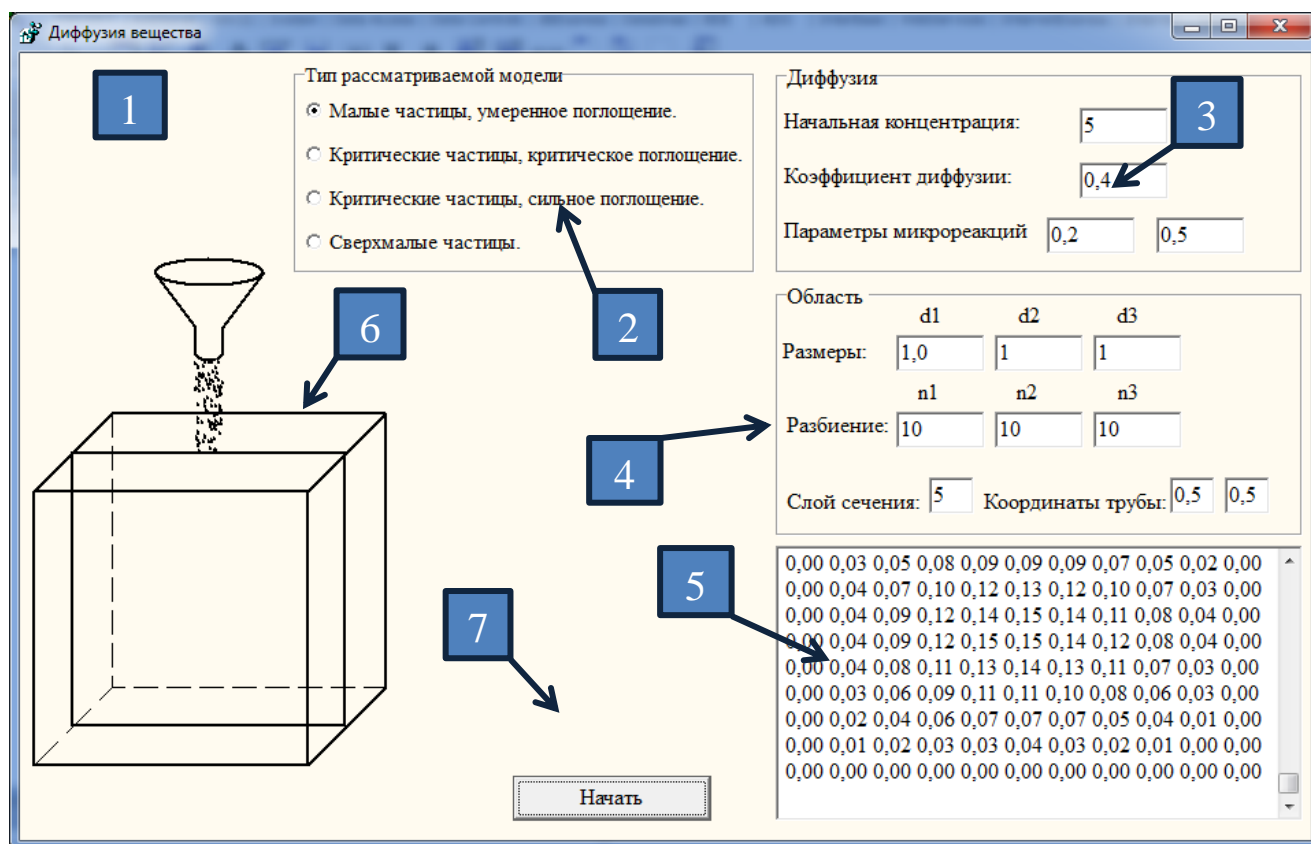 Диффузия вещества
1
Тип рассматриваемой модели
Малые частицы, умеренное поглощение.
Критические частицы, критическое поглощение.
Критические частицы, сильное поглощение.
Сверхмалые частицы.
2
6
Диффузия
Начальная концентрация: 5
3
Коэффициент диффузии: 0,4
Параметры микрореакций 0,2 0,5
Область
d1 d2 d3
Размеры: 1,0 1 1
n1 n2 n3
Разбиение: 10 10 10
4
Слой сечения: 5 Координаты трубы: 0,5 0,5
5
7
0,00 0,03 0,05 0,08 0,09 0,09 0,09 0,07 0,05 0,02 0,00
0,00 0,04 0,07 0,10 0,12 0,13 0,12 0,10 0,07 0,03 0,00
0,00 0,04 0,09 0,12 0,14 0,15 0,14 0,11 0,08 0,04 0,00
0,00 0,04 0,09 0,12 0,15 0,15 0,14 0,12 0,08 0,04 0,00
0,00 0,04 0,08 0,11 0,13 0,14 0,13 0,11 0,07 0,03 0,00
0,00 0,03 0,06 0,09 0,11 0,11 0,10 0,08 0,06 0,03 0,00
0,00 0,02 0,04 0,06 0,07 0,07 0,07 0,05 0,04 0,01 0,00
0,00 0,01 0,02 0,03 0,03 0,04 0,03 0,02 0,01 0,00 0,00
0,00 0,00 0,00 0,00 0,00 0,00 0,00 0,00 0,00 0,00 0,00
Начать